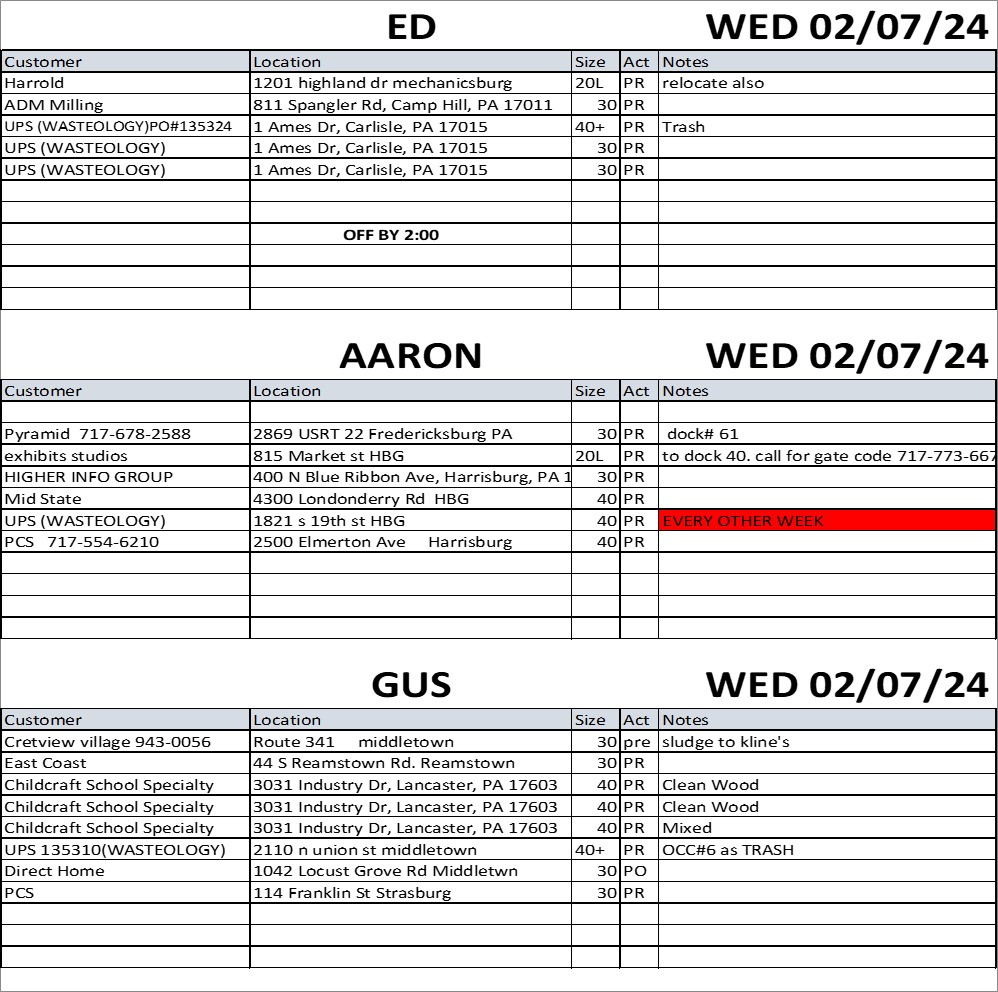 ED WED 02/07/24
Customer Location Size Act Notes
Harrold 1201 highland dr mechanicsburg 20L PR relocate also
ADM Milling 811 Spangler Rd, Camp Hill, PA 17011 30 PR
UPS (WASTEOLOGY)PO#135324 1 Ames Dr, Carlisle, PA 17015 40+ PR Trash
UPS (WASTEOLOGY) 1 Ames Dr, Carlisle, PA 17015 30 PR
UPS (WASTEOLOGY) 1 Ames Dr, Carlisle, PA 17015 30 PR
OFF BY 2:00
AARON WED 02/07/24
Customer Location Size Act Notes
Pyramid 717-678-2588 2869 USRT 22 Fredericksburg PA 30 PR dock# 61
exhibits studios 815 Market st HBG 20L PR to dock 40. call for gate code 717-773-667
HIGHER INFO GROUP 400 N Blue Ribbon Ave, Harrisburg, PA 1 30 PR
Mid State 4300 Londonderry Rd HBG 40 PR
UPS (WASTEOLOGY) 1821 s 19th st HBG 40 PR EVERY OTHER WEEK
PCS 717-554-6210 2500 Elmerton Ave Harrisburg 40 PR
GUS WED 02/07/24
Customer Location Size Act Notes
Cretview village 943-0056 Route 341 middletown 30 pre sludge to kline's
East Coast 44 S Reamstown Rd. Reamstown 30 PR
Childcraft School Specialty 3031 Industry Dr, Lancaster, PA 17603 40 PR Clean Wood
Childcraft School Specialty 3031 Industry Dr, Lancaster, PA 17603 40 PR Clean Wood
Childcraft School Specialty 3031 Industry Dr, Lancaster, PA 17603 40 PR Mixed
UPS 135310(WASTEOLOGY) 2110 n union st middletown 40+ PR OCC#6 as TRASH
Direct Home 1042 Locust Grove Rd Middletwn 30 PO
PCS 114 Franklin St Strasburg 30 PR